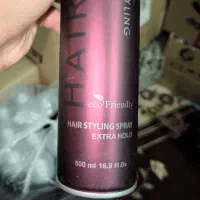 HAIR
STYLING
eco Friendly
HAIR STYLING SPRAY
EXTRA HOLD
500 ml 16.9 fl.Oz